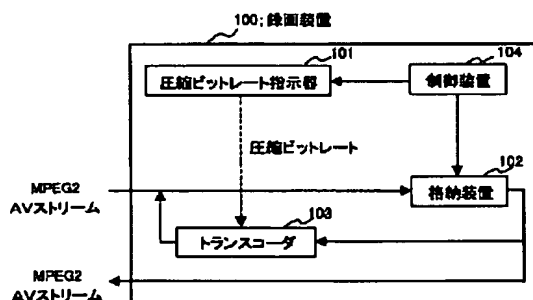 100; 録画装置
101
圧縮ビットレート指示器
104
制御装置
圧縮ビットレート
102
格納装置
MPEG2
AVストリーム
103
トランスコーダ
MPEG2
AVストリーム